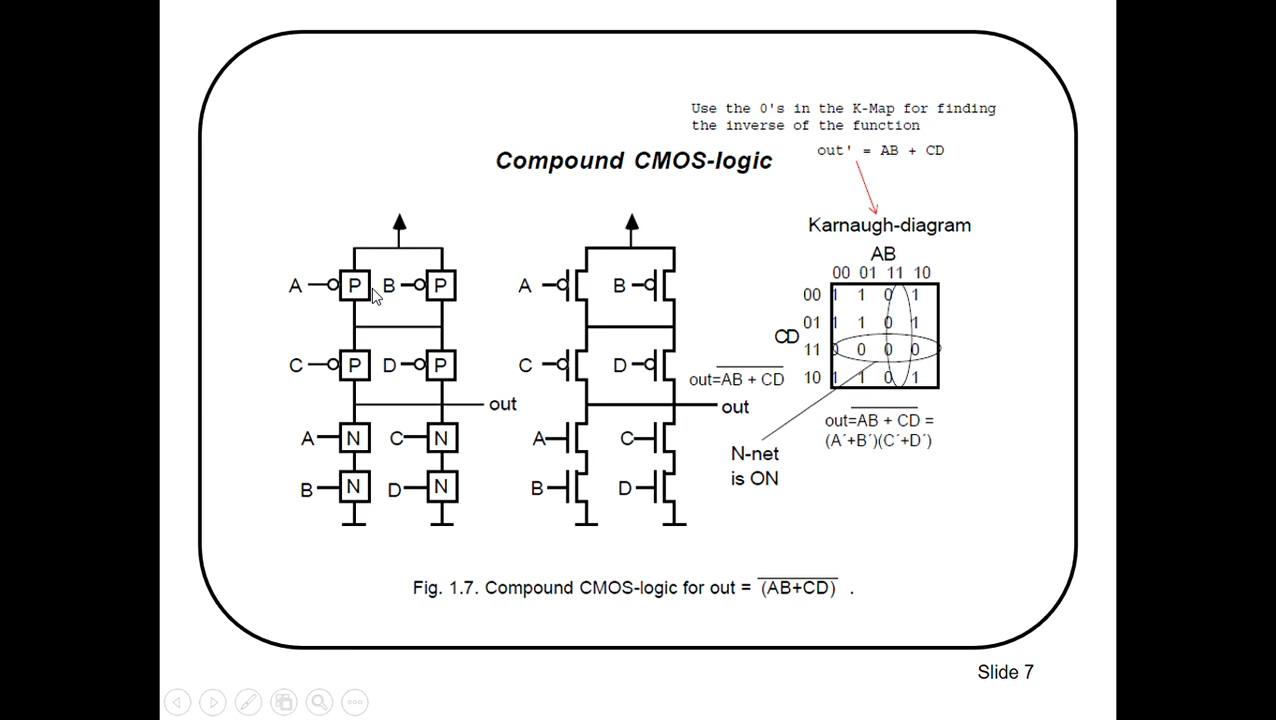 Use the 0's in the K-Map for finding
the inverse of the function
out' = AB + CD
Compound CMOS-logic
Karnaugh-diagram
AB
00 01 11 10
CD
00 1 1 0 1
01 1 1 0 1
11 0 0 0 0
10 1 1 0 1
A P B P
C P D P
out
A N C N
B N D N
A B
C D
out=AB + CD
out
A C
B D
N-net
is ON
out=AB + CD =
(A´+B´)(C´+D´)
Fig. 1.7. Compound CMOS-logic for out = (AB+CD) .
Slide 7